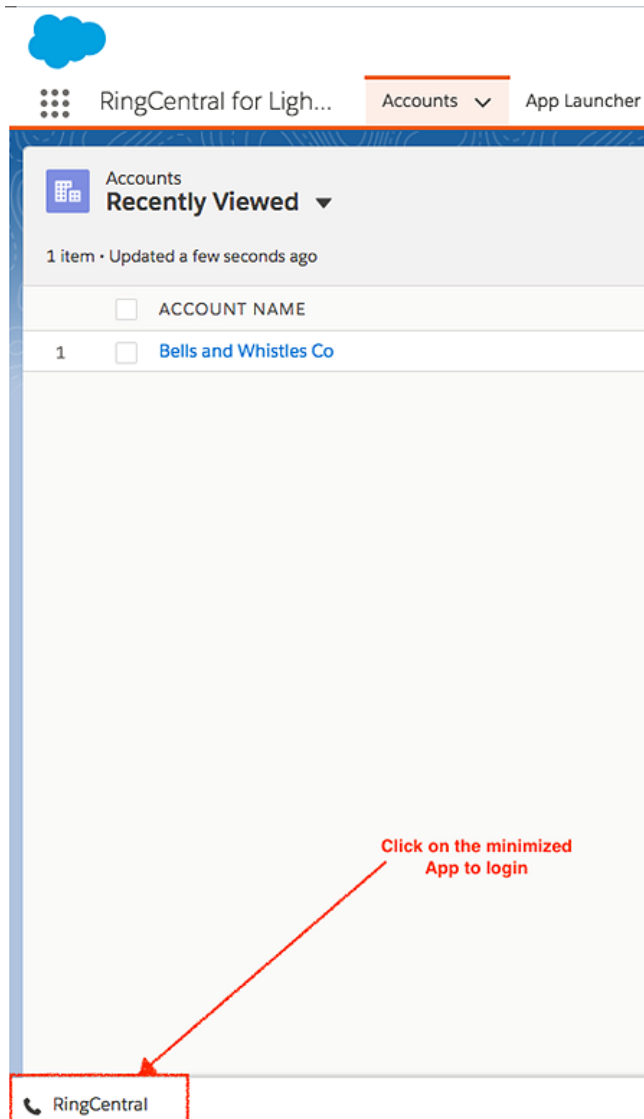 RingCentral for Ligh...
Accounts
App Launcher
Accounts
Recently Viewed
1 item • Updated a few seconds ago
ACCOUNT NAME
1
Bells and Whistles Co
Click on the minimized
App to login
RingCentral